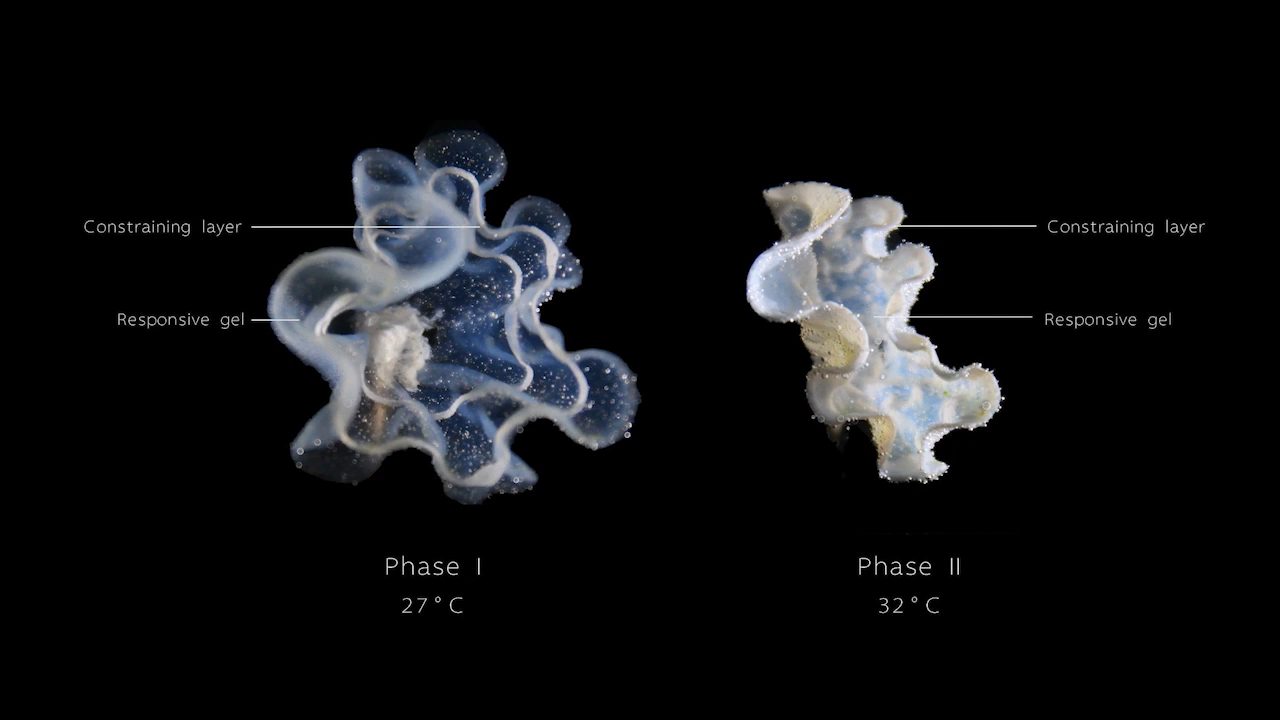 Constraining layer
Responsive gel
Phase I
27°C
Constraining layer
Responsive gel
Phase II
32°C